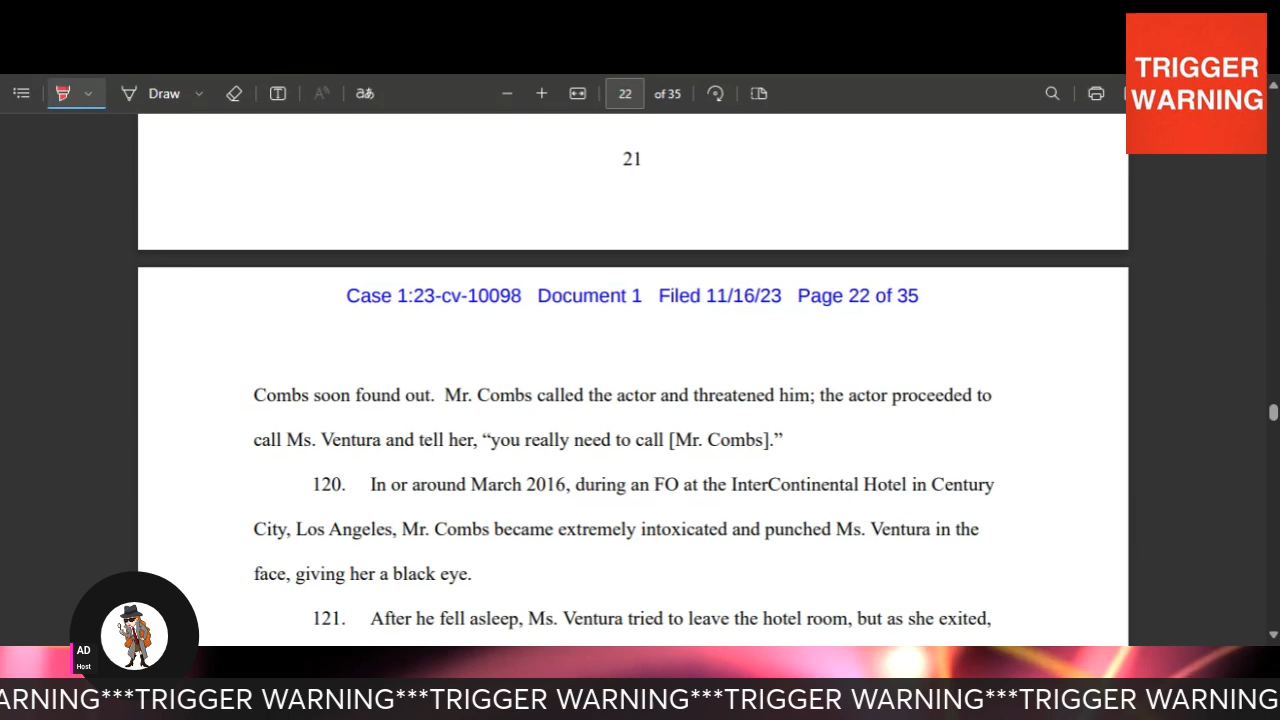 TRIGGER
WARNING
Draw
aあ
22
of 35
21
Case 1:23-cv-10098 Document 1 Filed 11/16/23 Page 22 of 35
Combs soon found out. Mr. Combs called the actor and threatened him; the actor proceeded to
call Ms. Ventura and tell her, “you really need to call [Mr. Combs].”
120. In or around March 2016, during an FO at the InterContinental Hotel in Century
City, Los Angeles, Mr. Combs became extremely intoxicated and punched Ms. Ventura in the
face, giving her a black eye.
121. After he fell asleep, Ms. Ventura tried to leave the hotel room, but as she exited,
AD
Host
ARNING***TRIGGER WARNING***TRIGGER WARNING***TRIGGER WARNING***TRIGGER WARNING